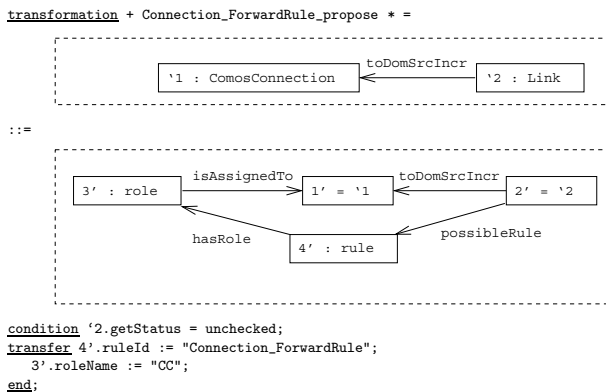 transformation + Connection_ForwardRule_propose * =
toDomSrcIncr
‘1 : ComosConnection
‘2 : Link
::=
isAssignedTo
toDomSrcIncr
3’ : role
1’ = ‘1
2’ = ‘2
hasRole
possibleRule
4’ : rule
condition ‘2.getStatus = unchecked;
transfer 4’.ruleId := "Connection_ForwardRule";
3’.roleName := "CC";
end;